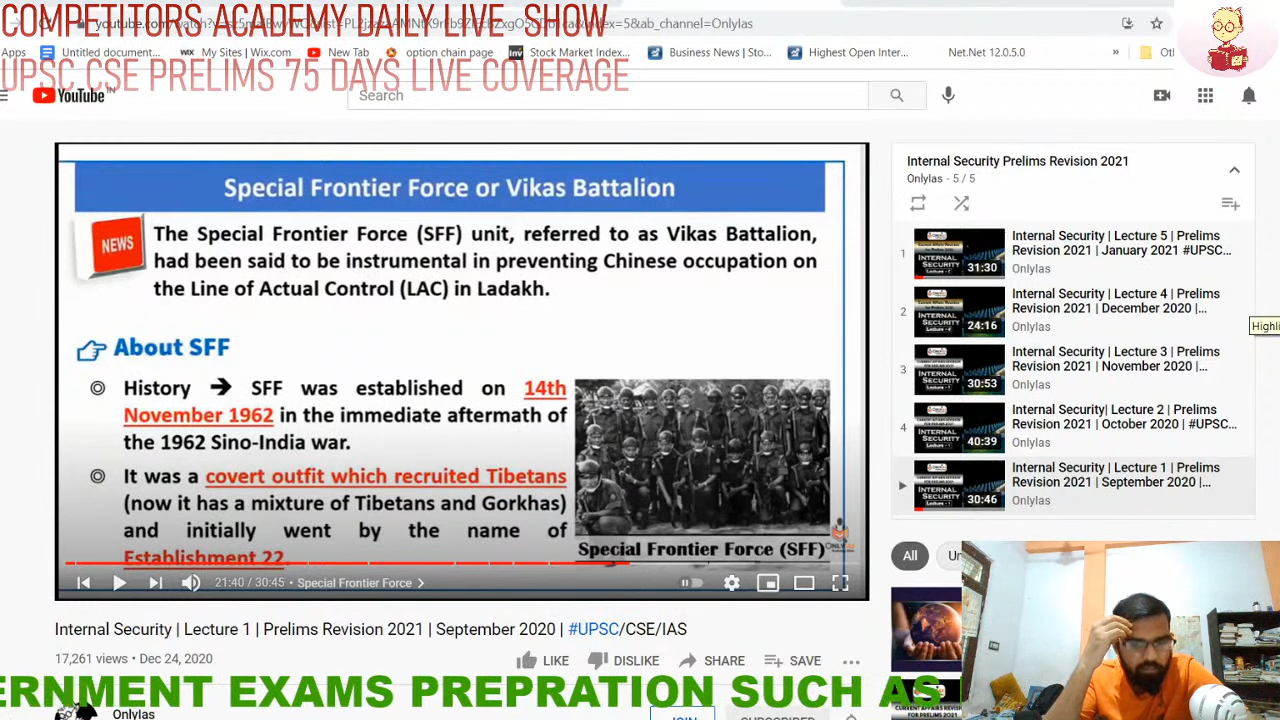 COMPETITORS ACADEMY DAILY LIVE SHOW
Apps Untitled document... My Sites | Wix.com New Tab option chain page Stock Market Index... Business News | Sto... Highest Open Inter... Net.Net 12.0.5.0 »
UPSC CSE PRELIMS 75 DAYS LIVE COVERAGE
YouTube IN
Search
Special Frontier Force or Vikas Battalion
NEWS
The Special Frontier Force (SFF) unit, referred to as Vikas Battalion,
had been said to be instrumental in preventing Chinese occupation on
the Line of Actual Control (LAC) in Ladakh.
About SFF
History → SFF was established on 14th
November 1962 in the immediate aftermath of
the 1962 Sino-India war.
It was a covert outfit which recruited Tibetans
(now it has mixture of Tibetans and Gorkhas)
and initially went by the name of
Establishment 22.
Special Frontier Force (SFF)
21:40 / 30:45 • Special Frontier Force
Internal Security | Lecture 1 | Prelims Revision 2021 | September 2020 | #UPSC/CSE/IAS
17,261 views • Dec 24, 2020
LIKE DISLIKE SHARE SAVE
Internal Security Prelims Revision 2021
Onlyias - 5 / 5
1
31:30
Internal Security | Lecture 5 | Prelims
Revision 2021 | January 2021 #UPSC...
Onlyias
2
24:16
Internal Security | Lecture 4 | Prelims
Revision 2021 | December 2020 |...
Onlyias
3
30:53
Internal Security | Lecture 3 | Prelims
Revision 2021 | November 2020 |...
Onlyias
4
40:39
Internal Security| Lecture 2 | Prelims
Revision 2021 | October 2020 | #UPSC...
Onlyias
30:46
Internal Security | Lecture 1 | Prelims
Revision 2021 | September 2020 |...
Onlyias
All
ERNMENT EXAMS PREPRATION SUCH AS
Onlyias
JOIN
SUBSCRIBED